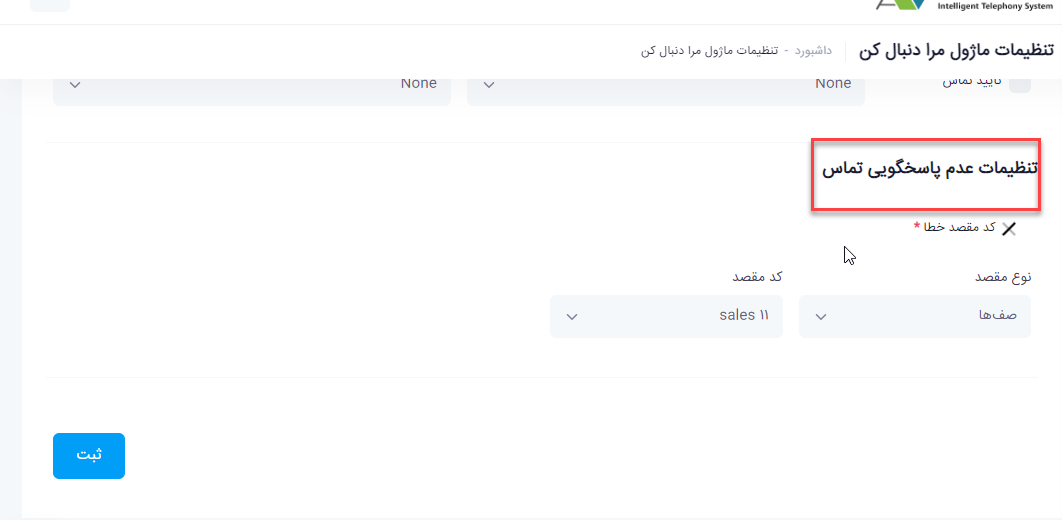 Intelligent Telephony System
تنظیمات ماژول مرا دنبال کن
داشبورد - تنظیمات ماژول مرا دنبال کن
تایید تماس
None
None
تنظیمات عدم پاسخگویی تماس
کد مقصد خطا *
نوع مقصد
کد مقصد
صف‌ها
sales ۱۱
ثبت